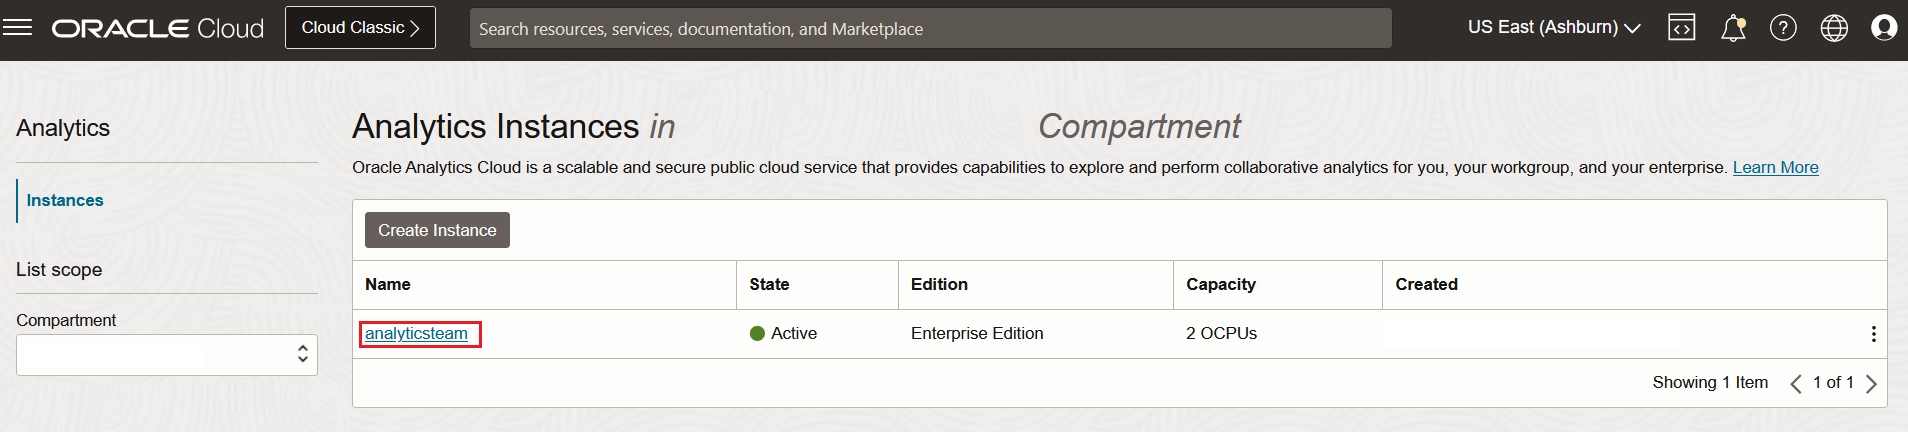 ORACLE Cloud
Cloud Classic
Search resources, services, documentation, and Marketplace
US East (Ashburn)
Analytics
Instances
List scope
Compartment
Analytics Instances in Compartment
Oracle Analytics Cloud is a scalable and secure public cloud service that provides capabilities to explore and perform collaborative analytics for you, your workgroup, and your enterprise. Learn More
Create Instance
Name State Edition Capacity Created
analyticsteam Active Enterprise Edition 2 OCPUs
Showing 1 Item 1 of 1